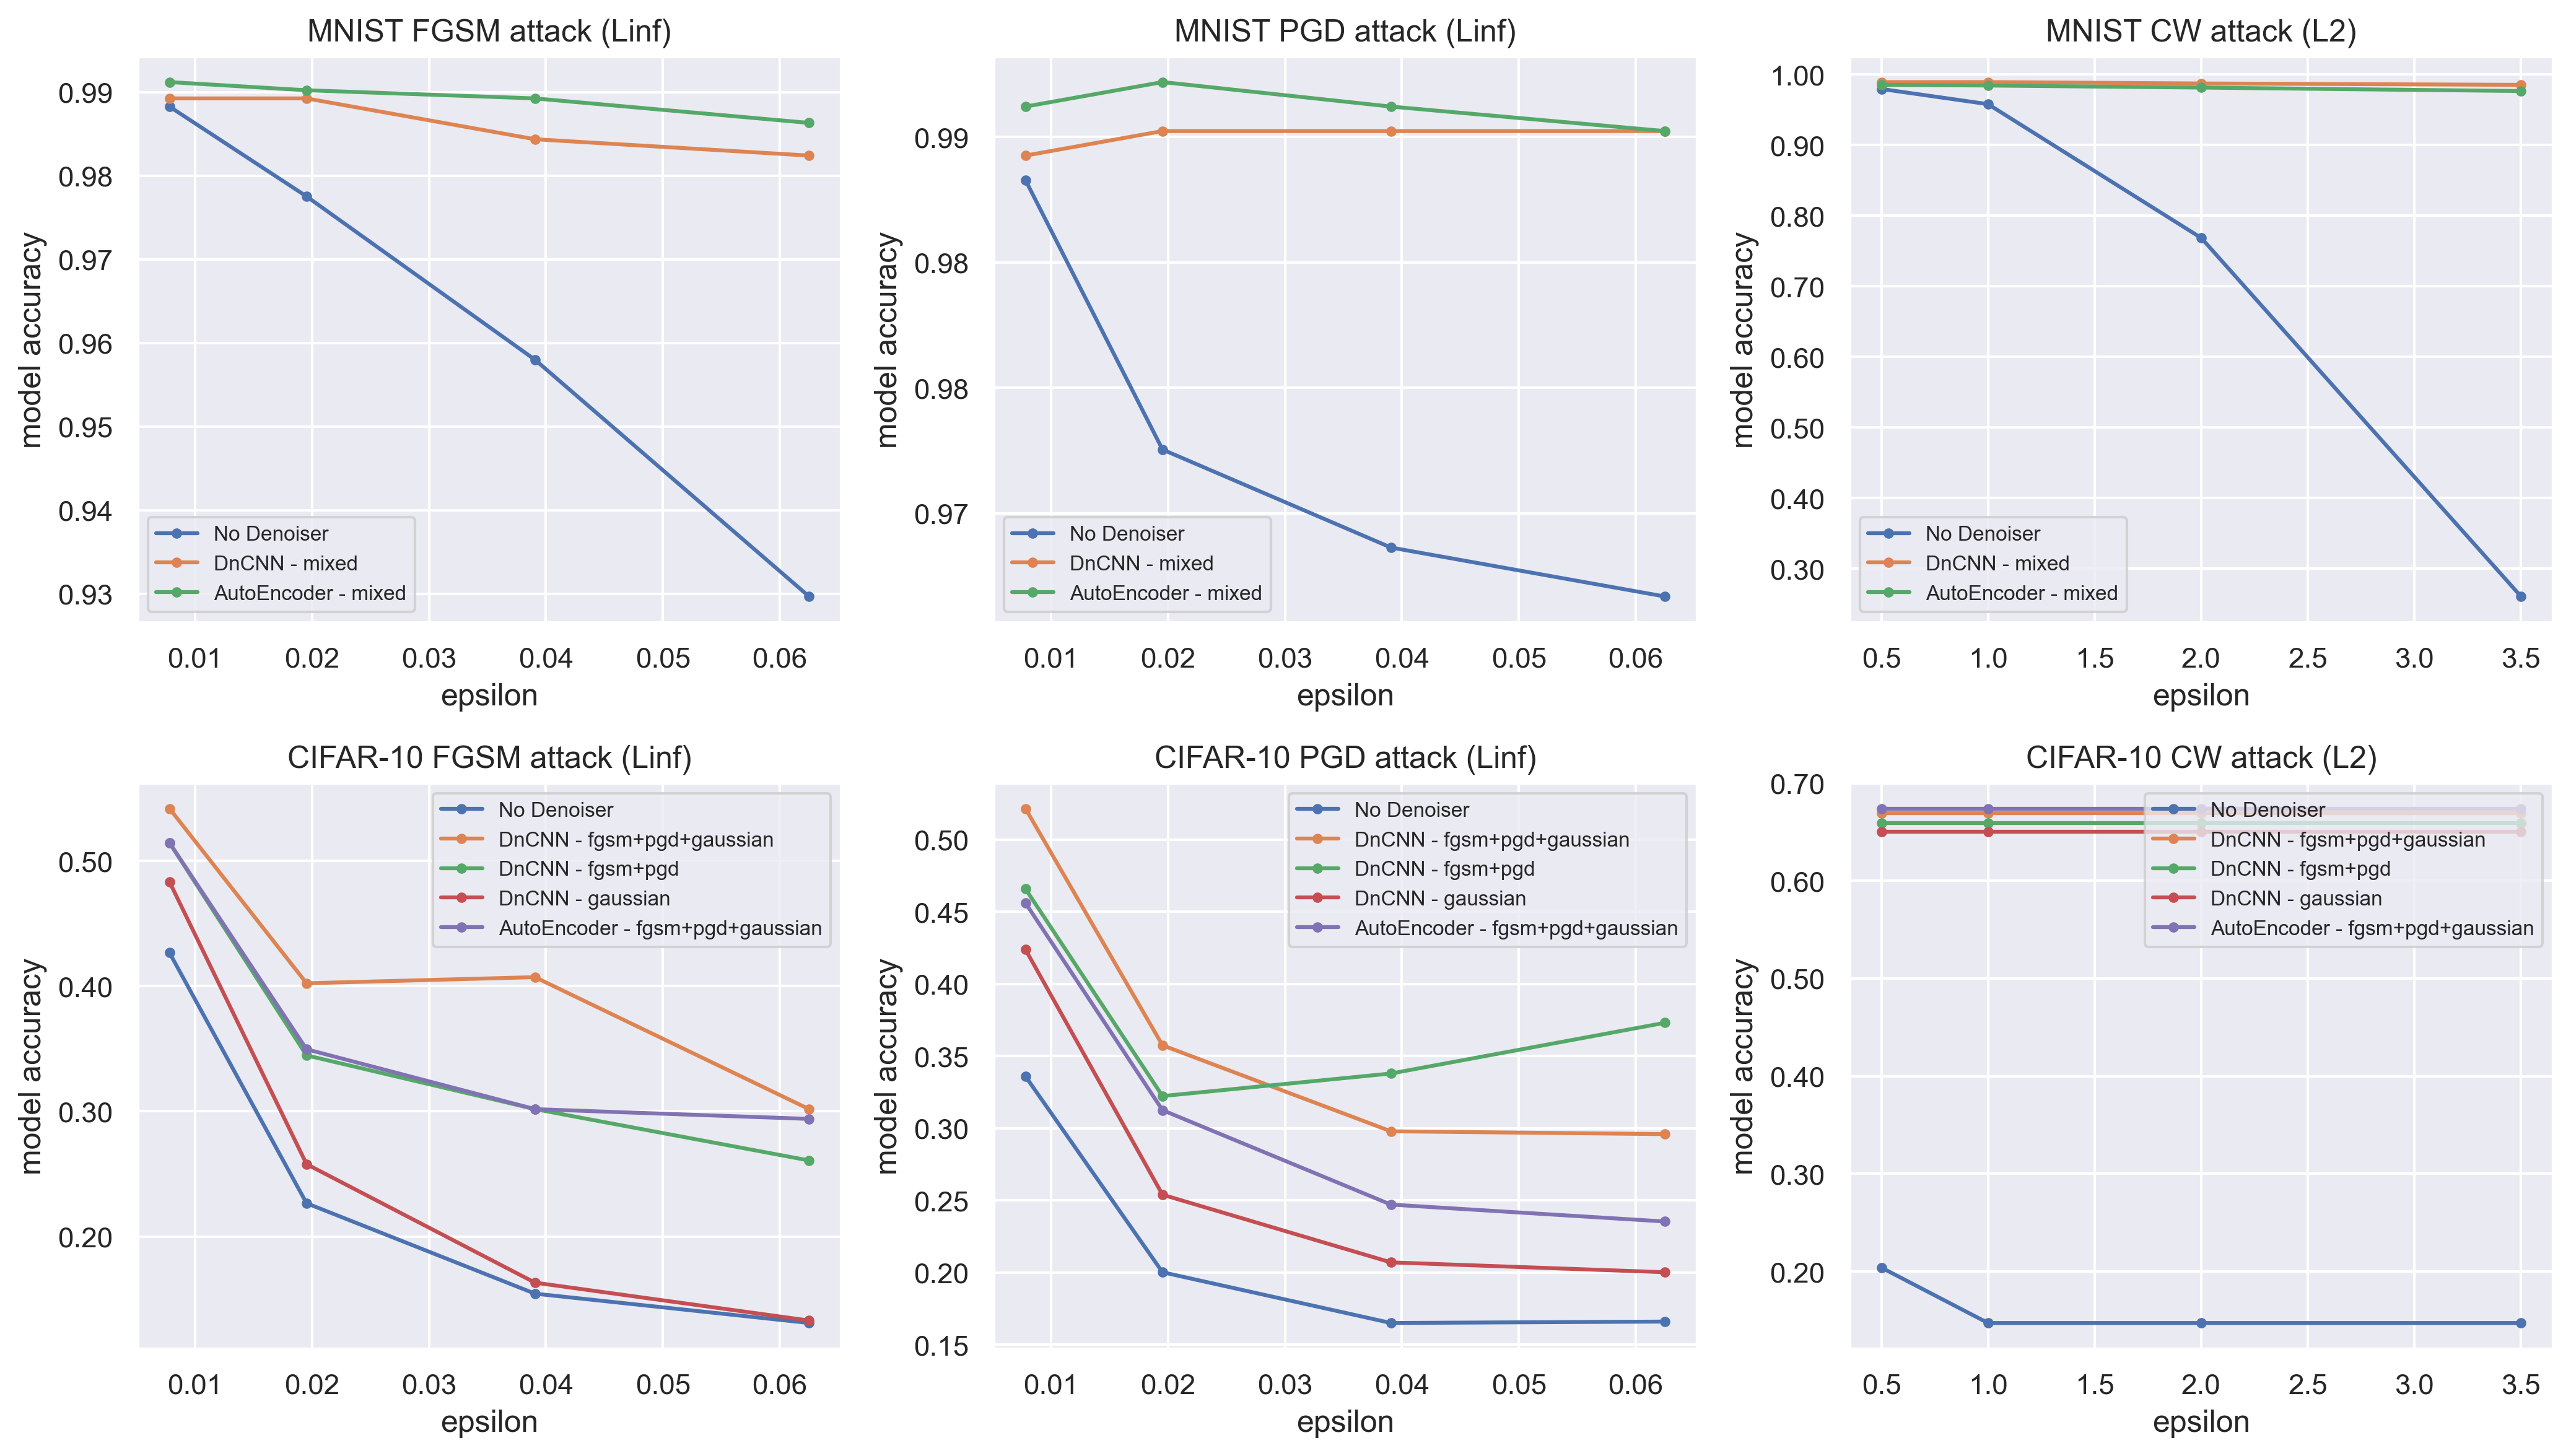 MNIST FGSM attack (Linf)
0.99
0.98
0.97
0.96
0.95
0.94
0.93
model accuracy
No Denoiser
DnCNN - mixed
AutoEncoder - mixed
0.01 0.02 0.03 0.04 0.05 0.06
epsilon
MNIST PGD attack (Linf)
0.99
0.98
0.98
0.97
model accuracy
No Denoiser
DnCNN - mixed
AutoEncoder - mixed
0.01 0.02 0.03 0.04 0.05 0.06
epsilon
MNIST CW attack (L2)
1.00
0.90
0.80
0.70
0.60
0.50
0.40
0.30
model accuracy
No Denoiser
DnCNN - mixed
AutoEncoder - mixed
0.5 1.0 1.5 2.0 2.5 3.0 3.5
epsilon
CIFAR-10 FGSM attack (Linf)
0.50
0.40
0.30
0.20
model accuracy
No Denoiser
DnCNN - fgsm+pgd+gaussian
DnCNN - fgsm+pgd
DnCNN - gaussian
AutoEncoder - fgsm+pgd+gaussian
0.01 0.02 0.03 0.04 0.05 0.06
epsilon
CIFAR-10 PGD attack (Linf)
0.50
0.45
0.40
0.35
0.30
0.25
0.20
0.15
model accuracy
No Denoiser
DnCNN - fgsm+pgd+gaussian
DnCNN - fgsm+pgd
DnCNN - gaussian
AutoEncoder - fgsm+pgd+gaussian
0.01 0.02 0.03 0.04 0.05 0.06
epsilon
CIFAR-10 CW attack (L2)
0.70
0.60
0.50
0.40
0.30
0.20
model accuracy
No Denoiser
DnCNN - fgsm+pgd+gaussian
DnCNN - fgsm+pgd
DnCNN - gaussian
AutoEncoder - fgsm+pgd+gaussian
0.5 1.0 1.5 2.0 2.5 3.0 3.5
epsilon